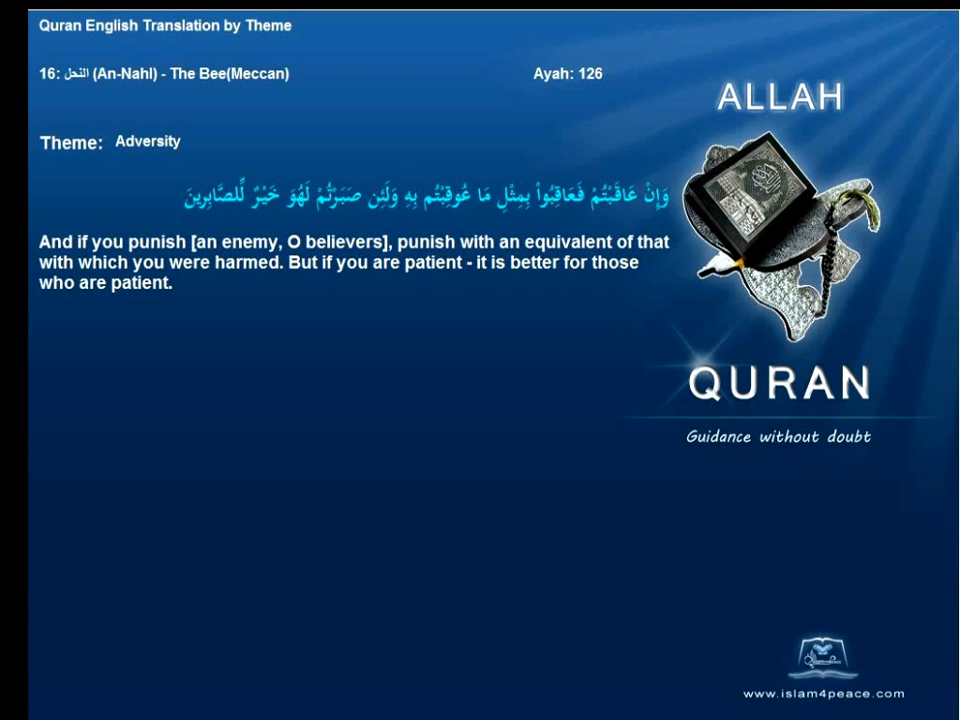 Quran English Translation by Theme
16: النحل (An-Nahl) - The Bee(Meccan)
Ayah: 126
ALLAH
Theme: Adversity
وَإِنْ عَاقَبْتُمْ فَعَاقِبُواْ بِمِثْلِ مَا عُوقِبْتُم بِهِ وَلَئِن صَبَرْتُمْ لَهُوَ خَيْرٌ لِّلصَّابِرينَ
And if you punish [an enemy, O believers], punish with an equivalent of that
with which you were harmed. But if you are patient - it is better for those
who are patient.
QURAN
Guidance without doubt
www.islam4peace.com